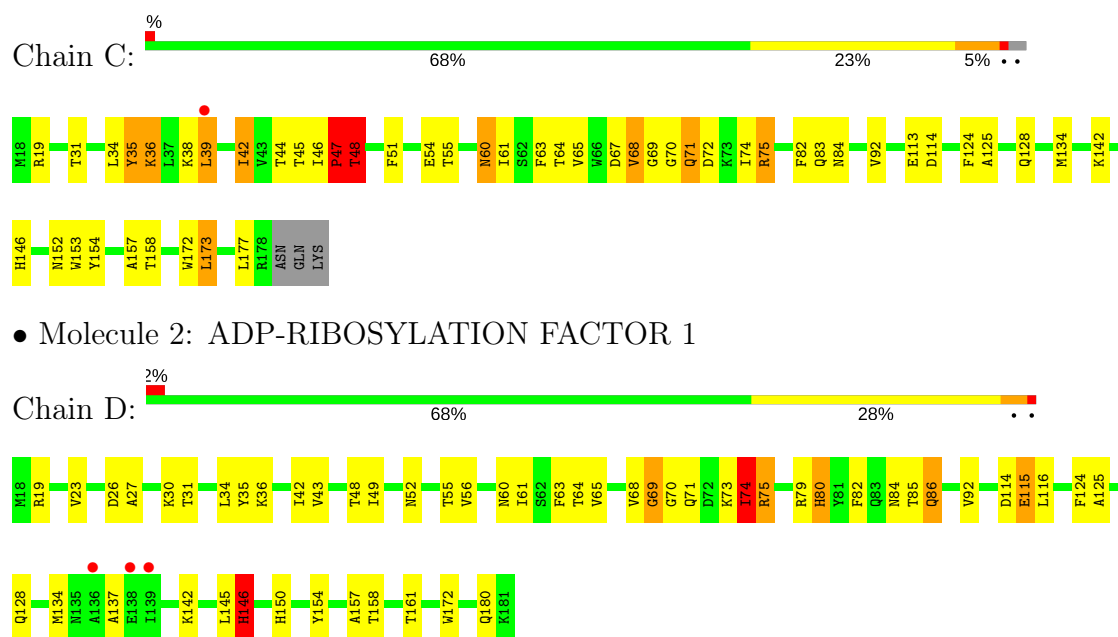 %
Chain C:
68% 23% 5% • •
M18 R19 T31 L34 Y35 K36 L37 K38 L39 I42 V43 T44 T45 I46 P47 T48 F51 E54 T55 N60 I61 S62 F63 T64 V65 W66 D67 V68 G69 G70 Q71 D72 K73 I74 R75 F82 Q83 N84 V92 E113 D114 F124 A125 Q128 M134 K142
H146 N152 W153 Y154 A157 T158 W172 L173 L177 R178 ASN GLN LYS
• Molecule 2: ADP-RIBOSYLATION FACTOR 1
2%
Chain D:
68% 28% • •
M18 R19 V23 D26 A27 K30 T31 L34 Y35 K36 I42 V43 T48 I49 N52 T55 V56 N60 I61 S62 F63 T64 V65 V68 G69 G70 Q71 D72 K73 I74 R75 R79 H80 Y81 F82 Q83 N84 T85 Q86 V92 D114 E115 L116 F124 A125
Q128 M134 N135 A136 A137 E138 I139 K142 L145 H146 H150 Y154 A157 T158 T161 W172 Q180 K181